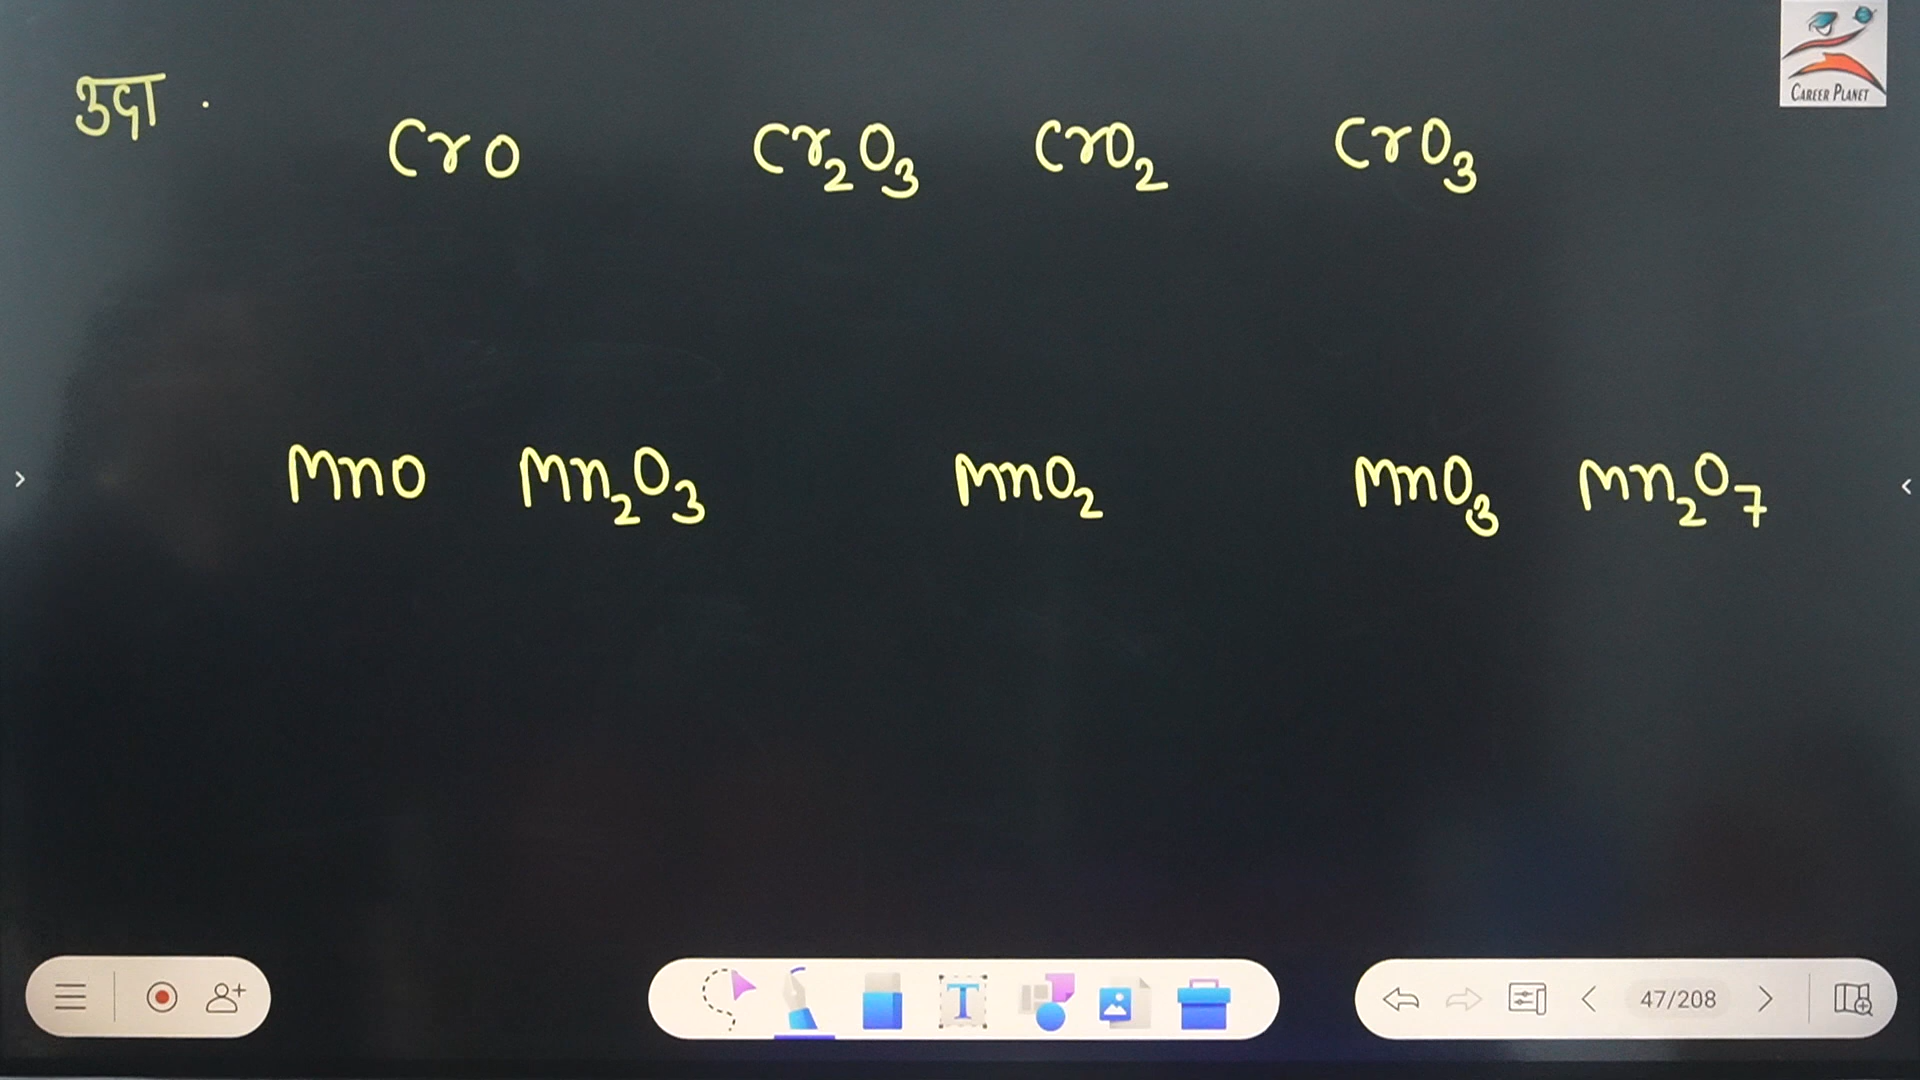 CAREER PLANET
उदा .
CrO Cr₂O₃ CrO₂ CrO₃
MnO Mn₂O₃ MnO₂ MnO₃ Mn₂O₇
T
47/208